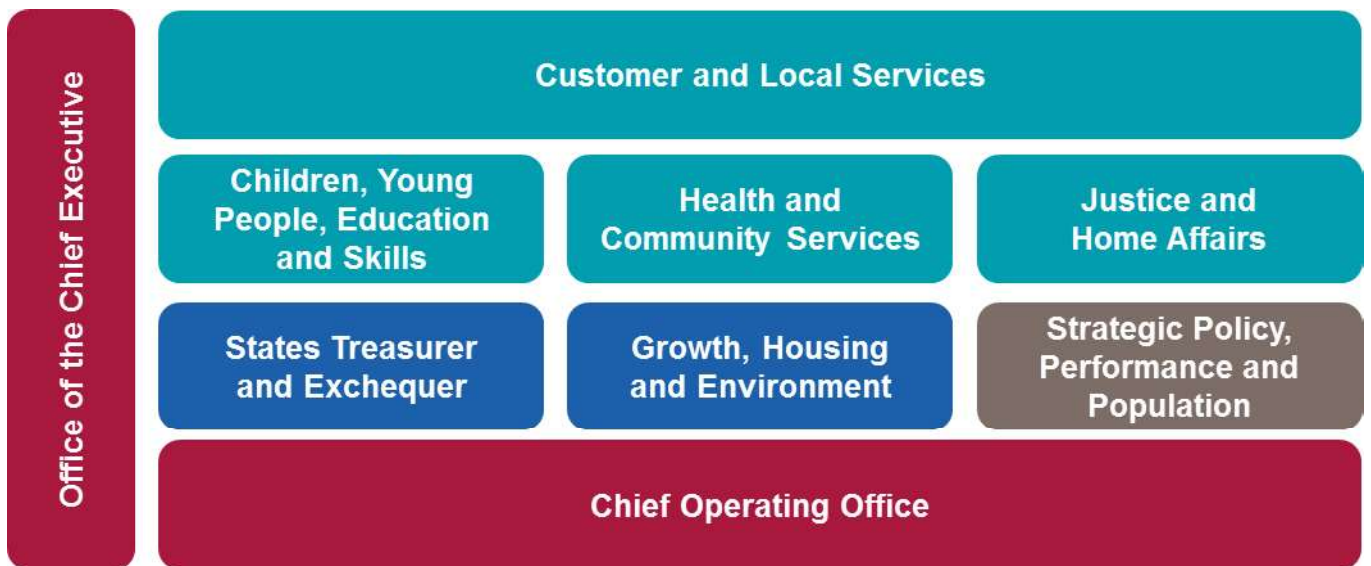 Office of the Chief Executive
Customer and Local Services
Children, Young
People, Education
and Skills
Health and
Community Services
Justice and
Home Affairs
States Treasurer
and Exchequer
Growth, Housing
and Environment
Strategic Policy,
Performance and
Population
Chief Operating Office